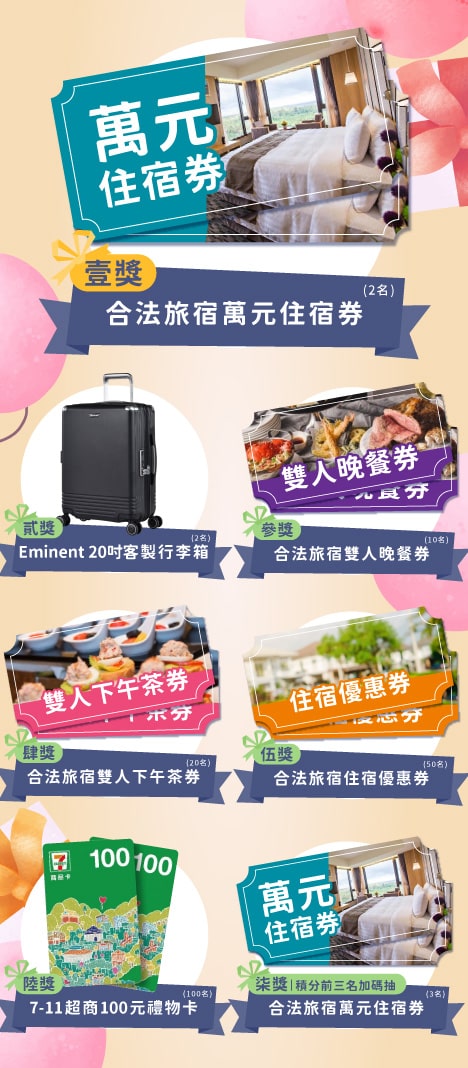 萬元
住宿券
壹獎
(2名)
合法旅宿萬元住宿券
雙人晚餐券
貳獎
(2名)
Eminent 20吋客製行李箱
參獎
(10名)
合法旅宿雙人晚餐券
雙人下午茶券
住宿優惠券
肆獎
(20名)
合法旅宿雙人下午茶券
伍獎
(50名)
合法旅宿住宿優惠券
7
ELEVEN
商品卡
100
100
萬元
住宿券
陸獎
(100名)
7-11超商100元禮物卡
柒獎|積分前三名加碼抽
(3名)
合法旅宿萬元住宿券